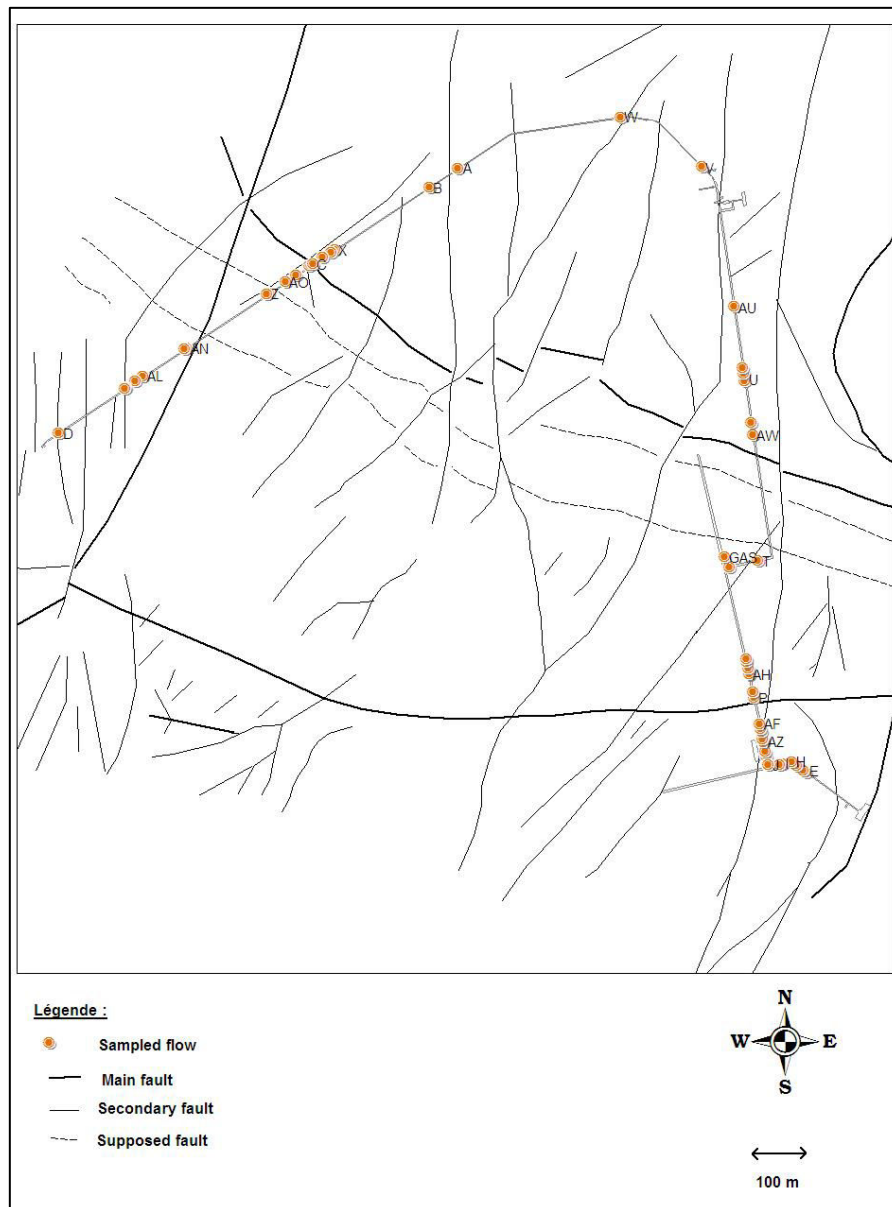 W
A
V
B
X
C
AO
Z
AU
AN
AL
U
D
AW
GAS
T
AH
P
AF
AZ
J
I
H
E
Légende :
Sampled flow
Main fault
Secondary fault
Supposed fault
N
W
E
S
100 m